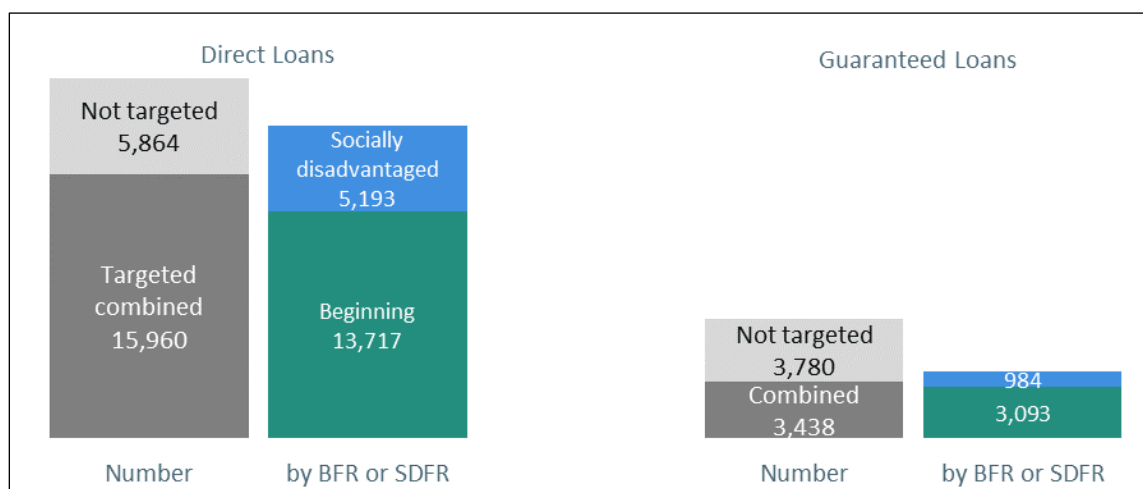 Direct Loans
Not targeted
5,864
Targeted
combined
15,960
Socially
disadvantaged
5,193
Beginning
13,717
Number
by BFR or SDFR
Guaranteed Loans
Not targeted
3,780
Combined
3,438
984
3,093
Number
by BFR or SDFR